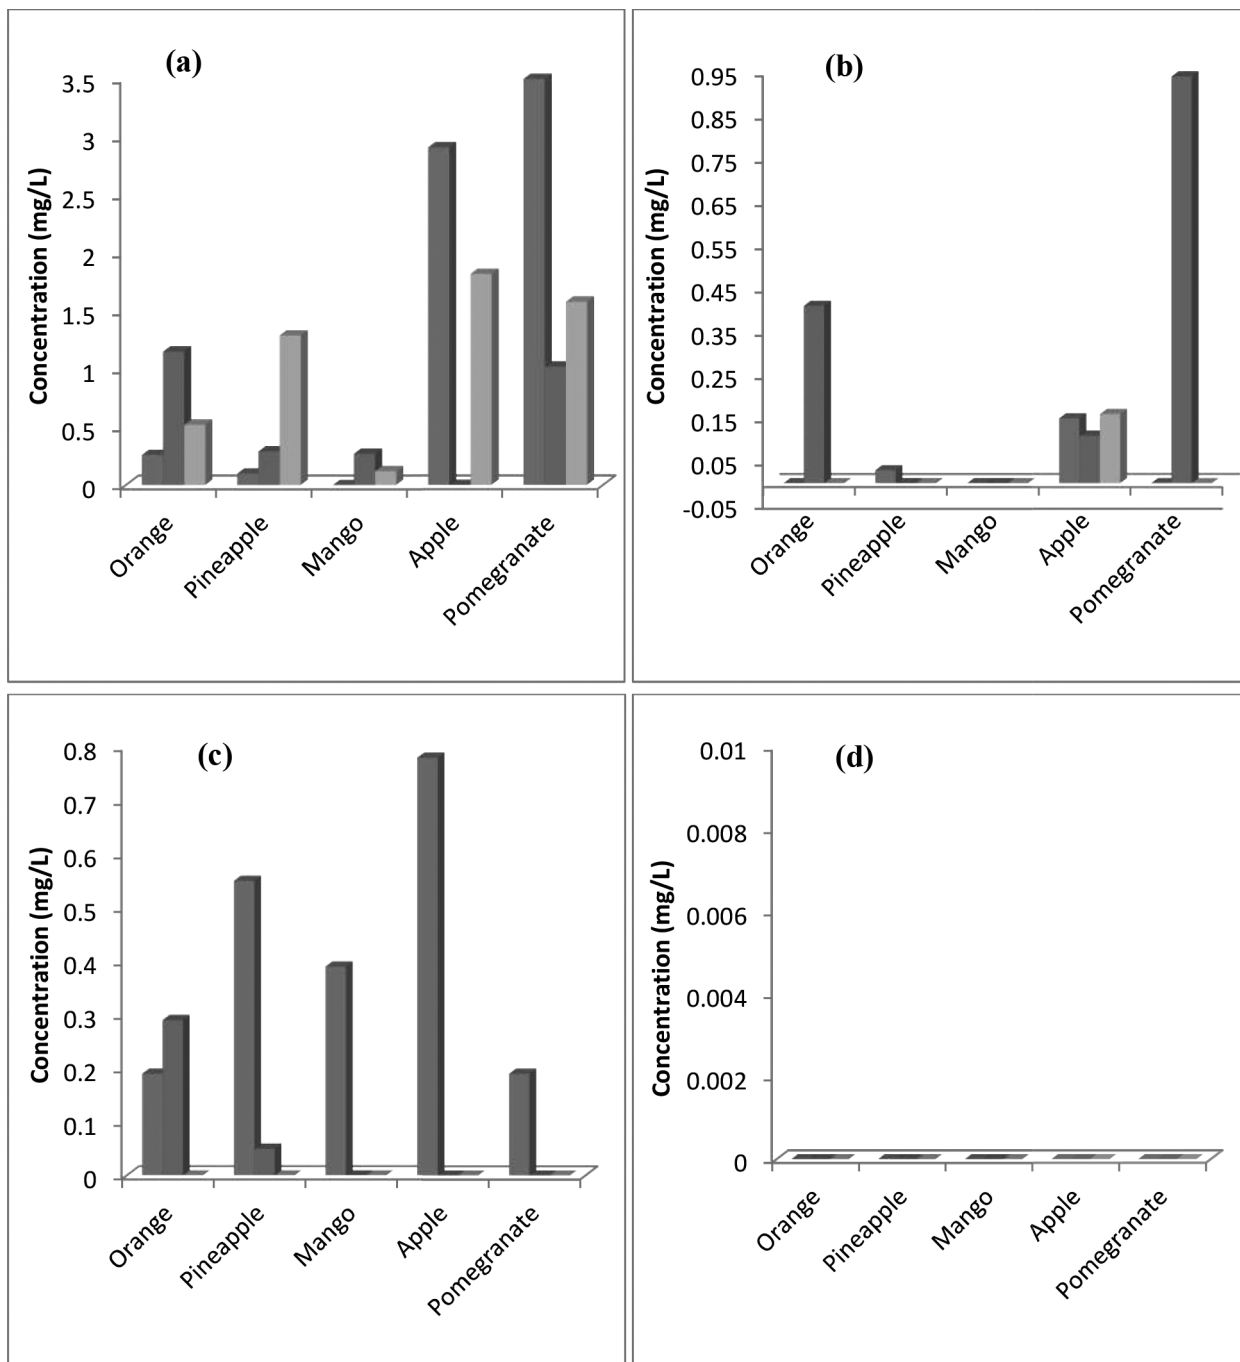 (a)
3.5
3
2.5
2
1.5
1
0.5
0
Concentration (mg/L)
Orange
Pineapple
Mango
Apple
Pomegranate
(b)
0.95
0.85
0.75
0.65
0.55
0.45
0.35
0.25
0.15
0.05
-0.05
Concentration (mg/L)
Orange
Pineapple
Mango
Apple
Pomegranate
(c)
0.8
0.7
0.6
0.5
0.4
0.3
0.2
0.1
0
Concentration (mg/L)
Orange
Pineapple
Mango
Apple
Pomegranate
(d)
0.01
0.008
0.006
0.004
0.002
0
Concentration (mg/L)
Orange
Pineapple
Mango
Apple
Pomegranate